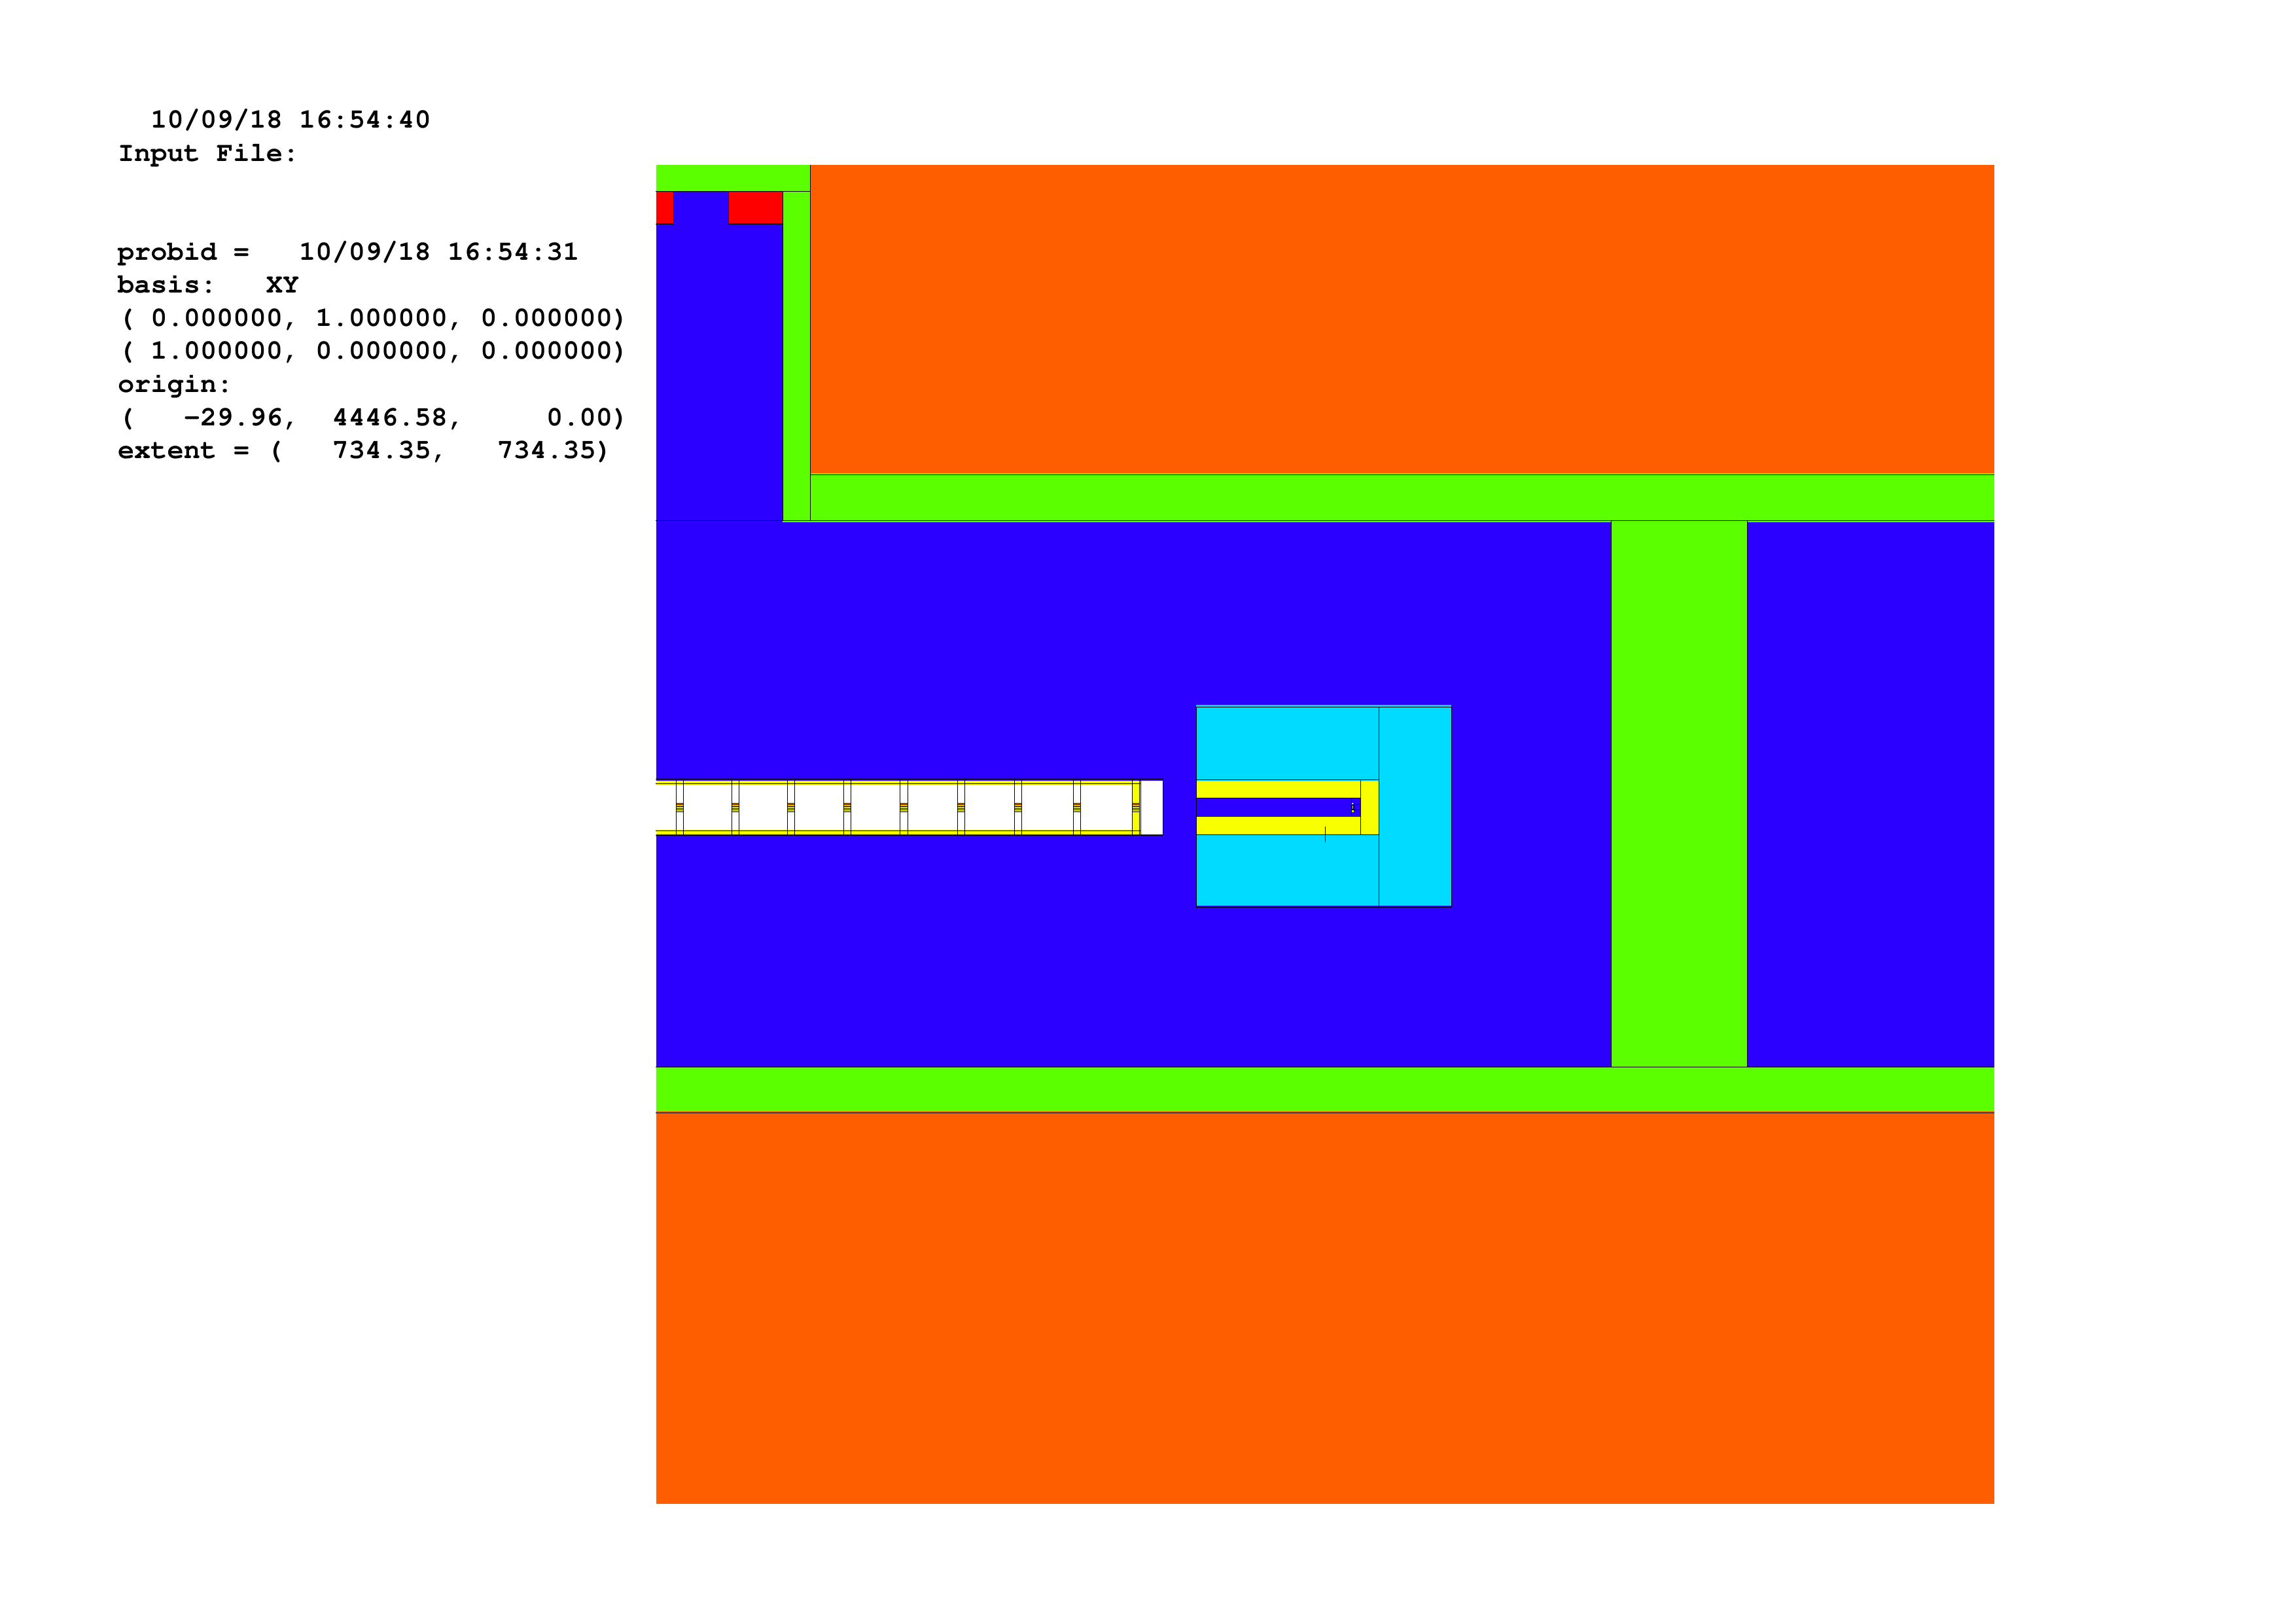 10/09/18 16:54:40
Input File:
probid =   10/09/18 16:54:31
basis:   XY
( 0.000000, 1.000000, 0.000000)
( 1.000000, 0.000000, 0.000000)
origin:
(   -29.96,  4446.58,     0.00)
extent = (   734.35,   734.35)